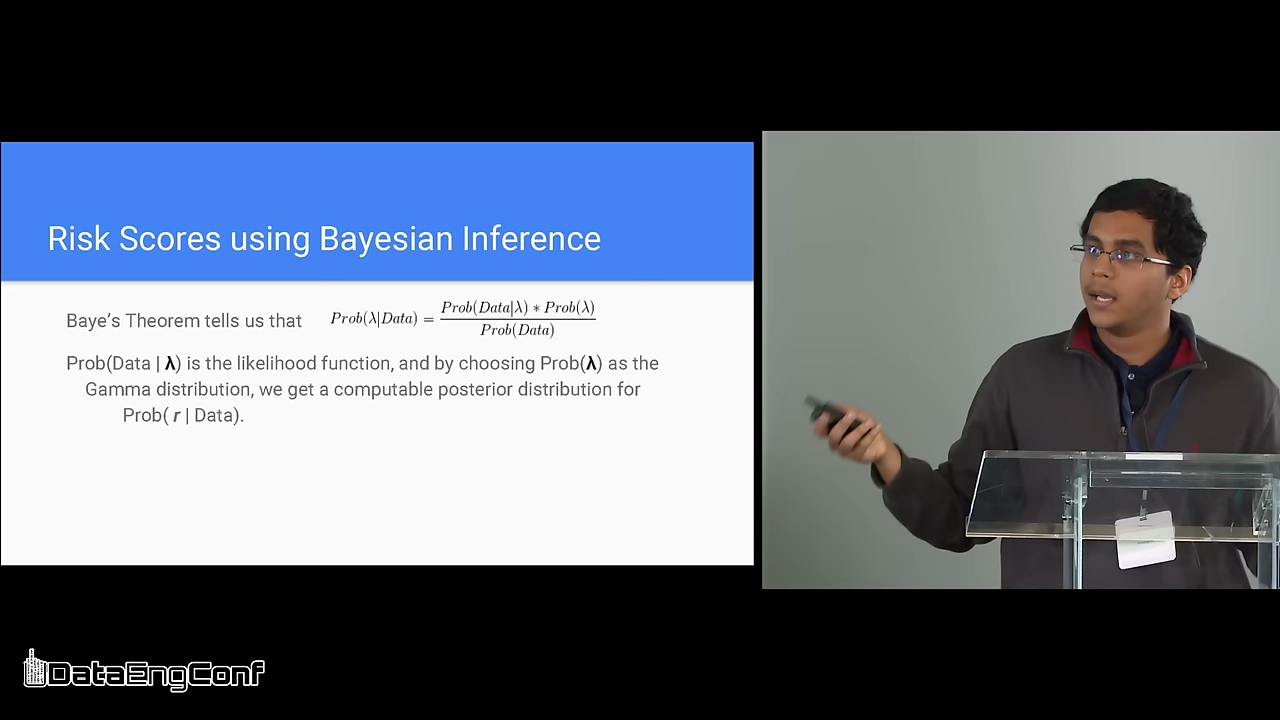 Risk Scores using Bayesian Inference
Baye's Theorem tells us that Prob(λ|Data) = Prob(Data|λ) * Prob(λ) / Prob(Data)
Prob(Data | λ) is the likelihood function, and by choosing Prob(λ) as the
Gamma distribution, we get a computable posterior distribution for
Prob( r | Data).
DataEngConf